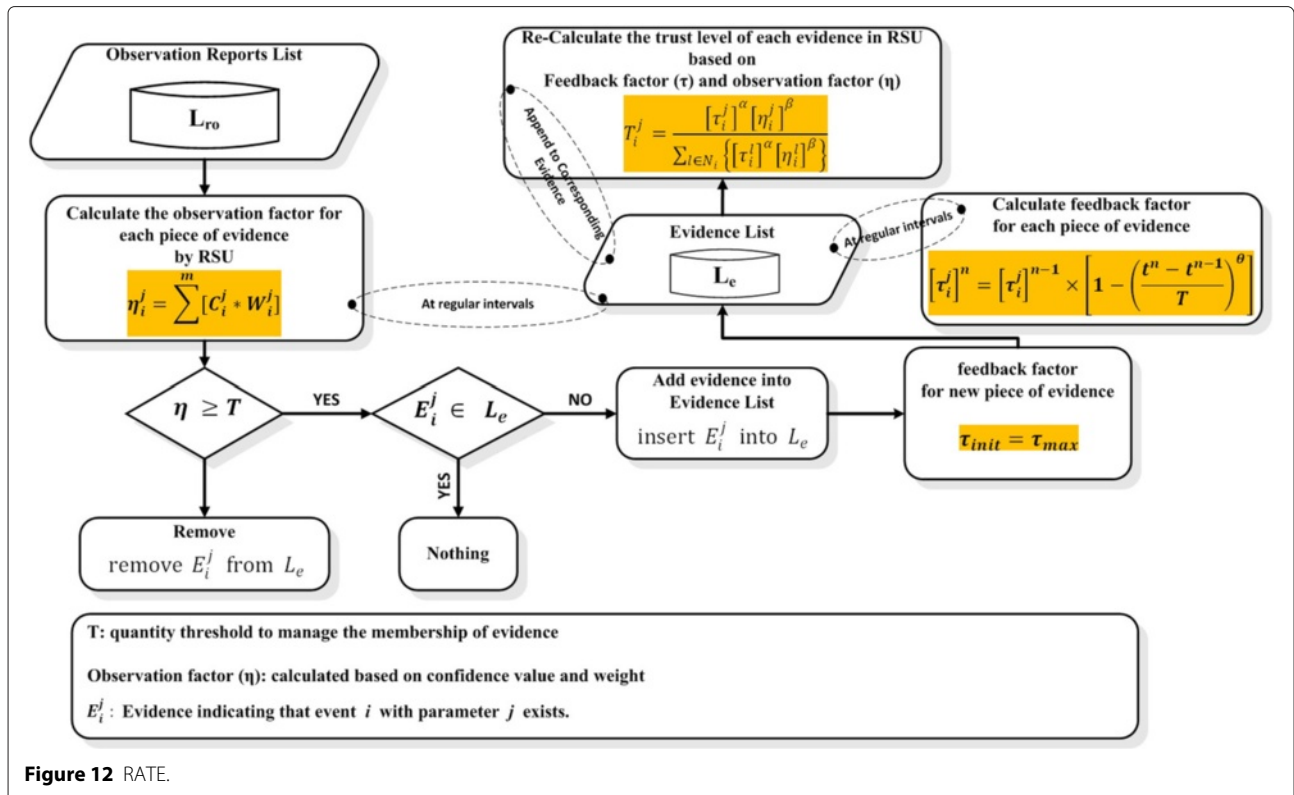 Observation Reports List
L_ro
Calculate the observation factor for
each piece of evidence
by RSU
η_i^j = ∑^m [C_i^j * W_i^j]
η ≥ T
YES
E_i^j ∈ L_e
NO
Add evidence into
Evidence List
insert E_i^j into L_e
feedback factor
for new piece of evidence
τ_init = τ_max
YES
Remove
remove E_i^j from L_e
Nothing
At regular intervals
Evidence List
L_e
Append to Corresponding
Evidence
At regular intervals
Re-Calculate the trust level of each evidence in RSU
based on
Feedback factor (τ) and observation factor (η)
T_i^j = [τ_i^j]^α [η_i^j]^β / ∑_{l∈N_i} {[τ_i^l]^α [η_i^l]^β}
Calculate feedback factor
for each piece of evidence
[τ_i^j]^n = [τ_i^j]^{n-1} × [1 − ((t^n − t^{n-1}) / T)^θ]
T: quantity threshold to manage the membership of evidence
Observation factor (η): calculated based on confidence value and weight
E_i^j : Evidence indicating that event i with parameter j exists.
Figure 12 RATE.